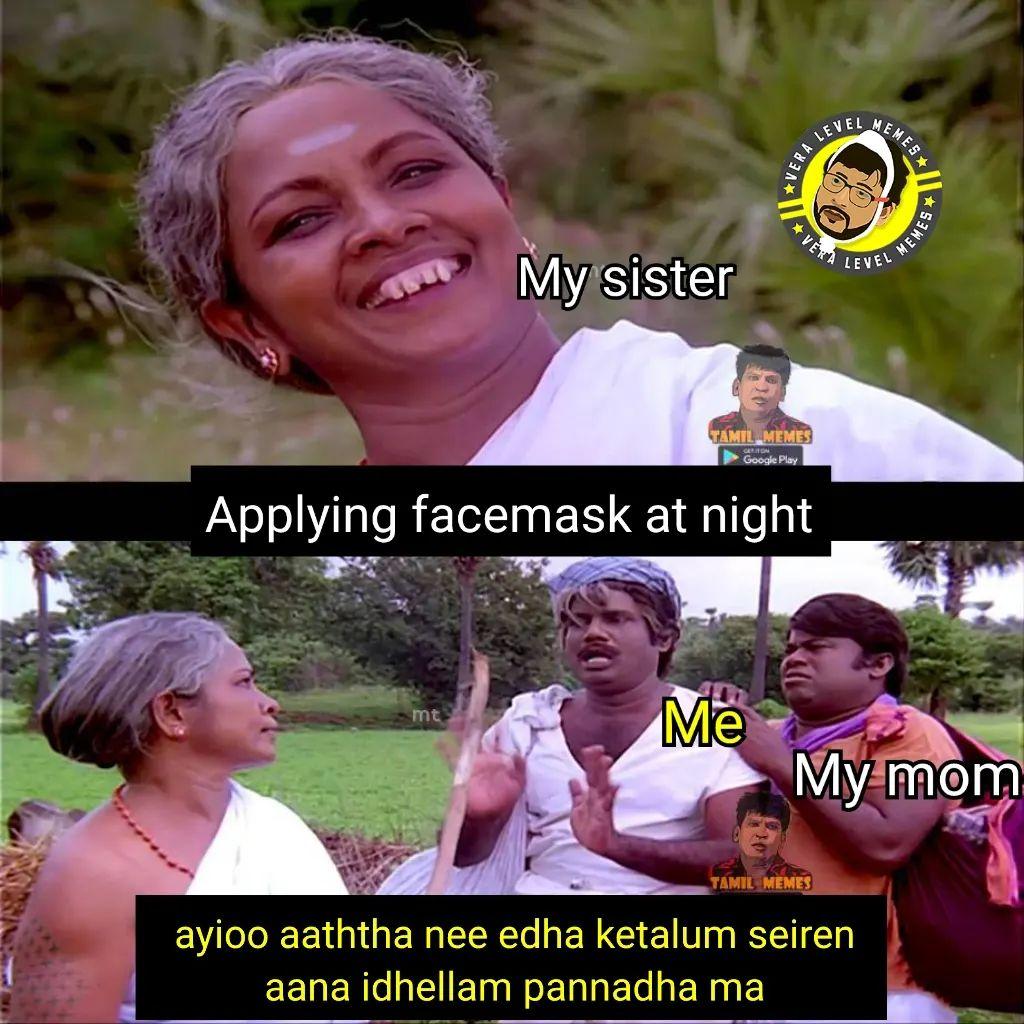 VERA LEVEL MEMES
VERA LEVEL MEMES
My sister
TAMIL MEMES
GET IT ON
Google Play
Applying facemask at night
mt
Me
My mom
TAMIL MEMES
ayioo aaththa nee edha ketalum seiren
aana idhellam pannadha ma